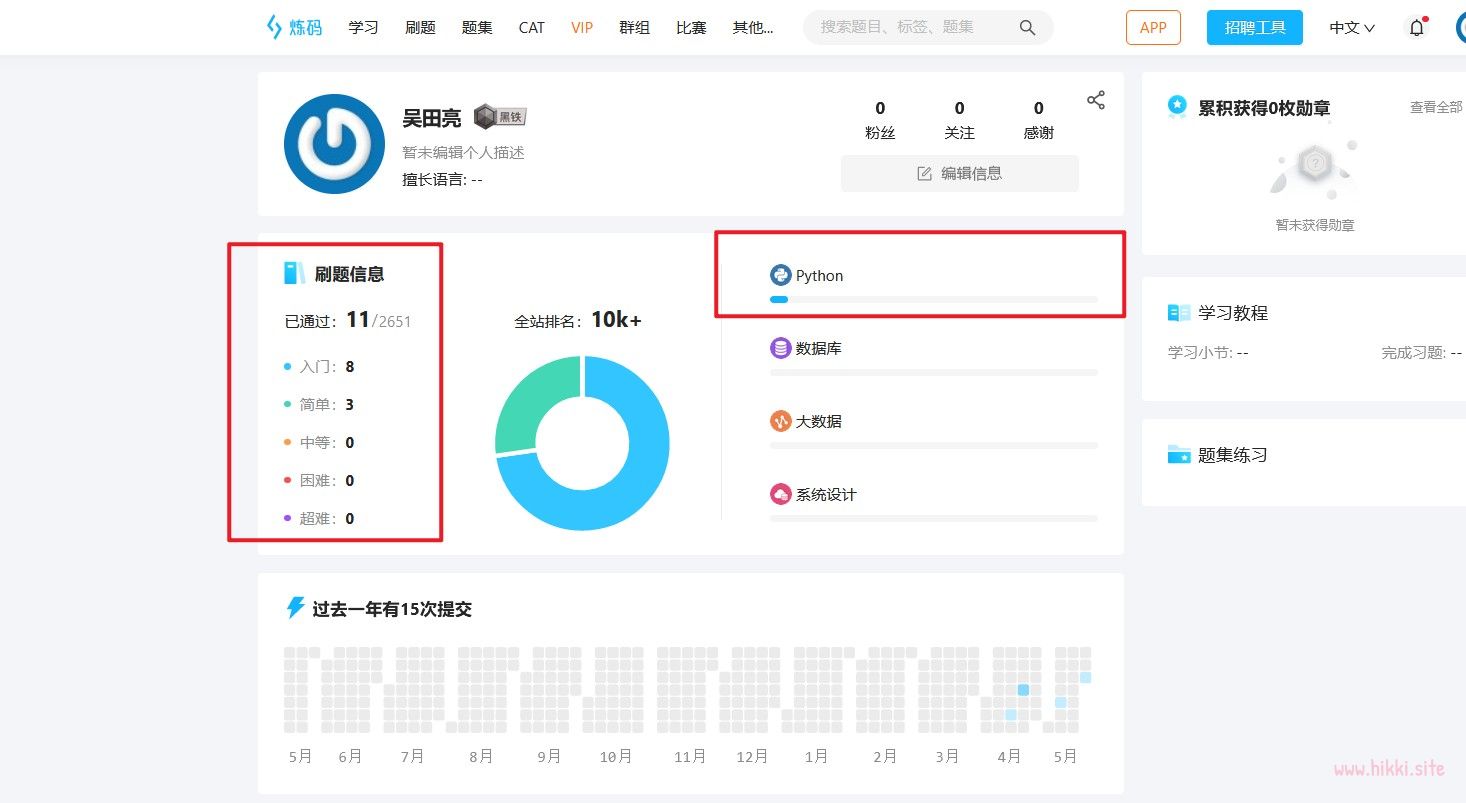 炼码 学习 刷题 题集 CAT VIP 群组 比赛 其他... 搜索题目、标签、题集 APP 招聘工具 中文
吴田亮 黑铁
暂未编辑个人描述
擅长语言: --
0 0 0
粉丝 关注 感谢
编辑信息
累积获得0枚勋章 查看全部
?
暂未获得勋章
刷题信息
已通过: 11/2651
入门: 8
简单: 3
中等: 0
困难: 0
超难: 0
全站排名: 10k+
Python
数据库
大数据
系统设计
学习教程
学习小节: -- 完成习题: --
题集练习
过去一年有15次提交
5月 6月 7月 8月 9月 10月 11月 12月 1月 2月 3月 4月 5月
www.hikki.site